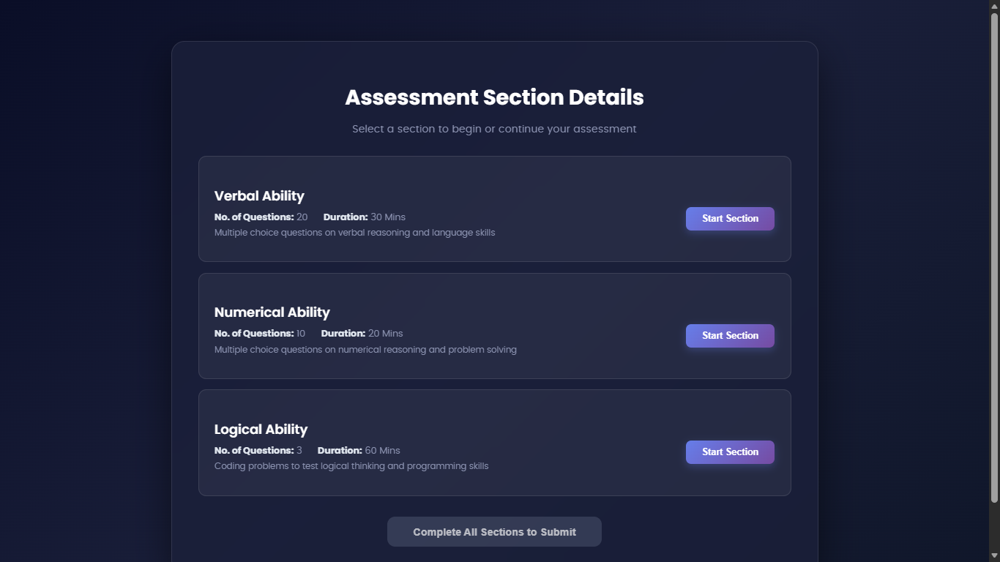 Assessment Section Details
Select a section to begin or continue your assessment
Verbal Ability
No. of Questions: 20 Duration: 30 Mins
Multiple choice questions on verbal reasoning and language skills
Start Section
Numerical Ability
No. of Questions: 10 Duration: 20 Mins
Multiple choice questions on numerical reasoning and problem solving
Start Section
Logical Ability
No. of Questions: 3 Duration: 60 Mins
Coding problems to test logical thinking and programming skills
Start Section
Complete All Sections to Submit